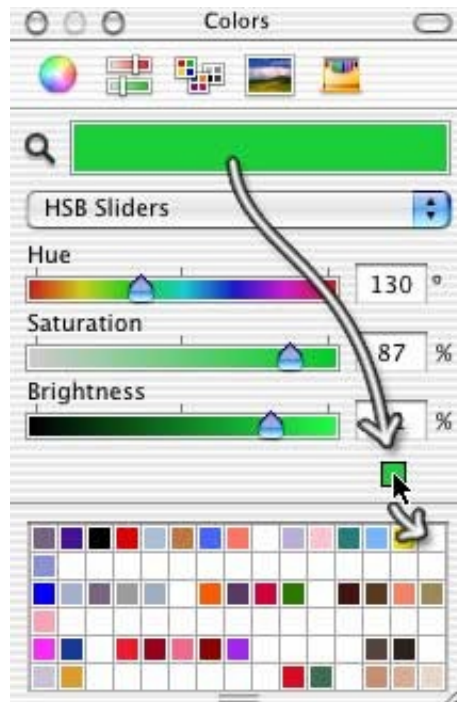 Colors
HSB Sliders
Hue
130 °
Saturation
87 %
Brightness
%